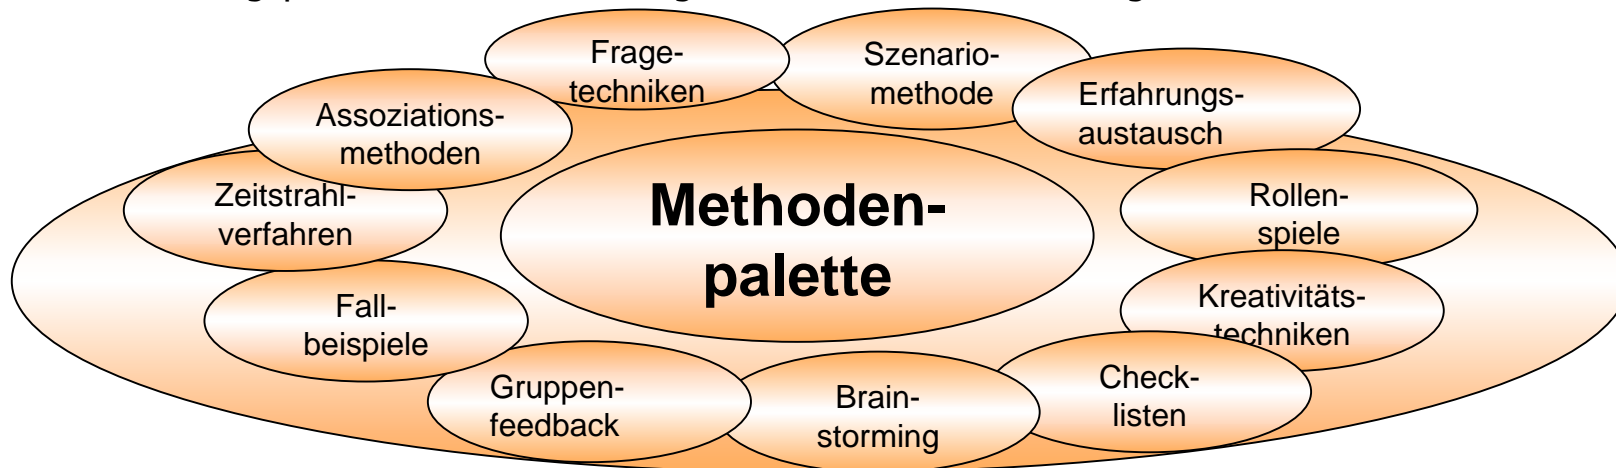 Frage-
techniken
Szenario-
methode
Erfahrungs-
austausch
Assoziations-
methoden
Zeitstrahl-
verfahren
Methoden-
palette
Rollen-
spiele
Kreativitäts-
techniken
Fall-
beispiele
Check-
listen
Gruppen-
feedback
Brain-
storming